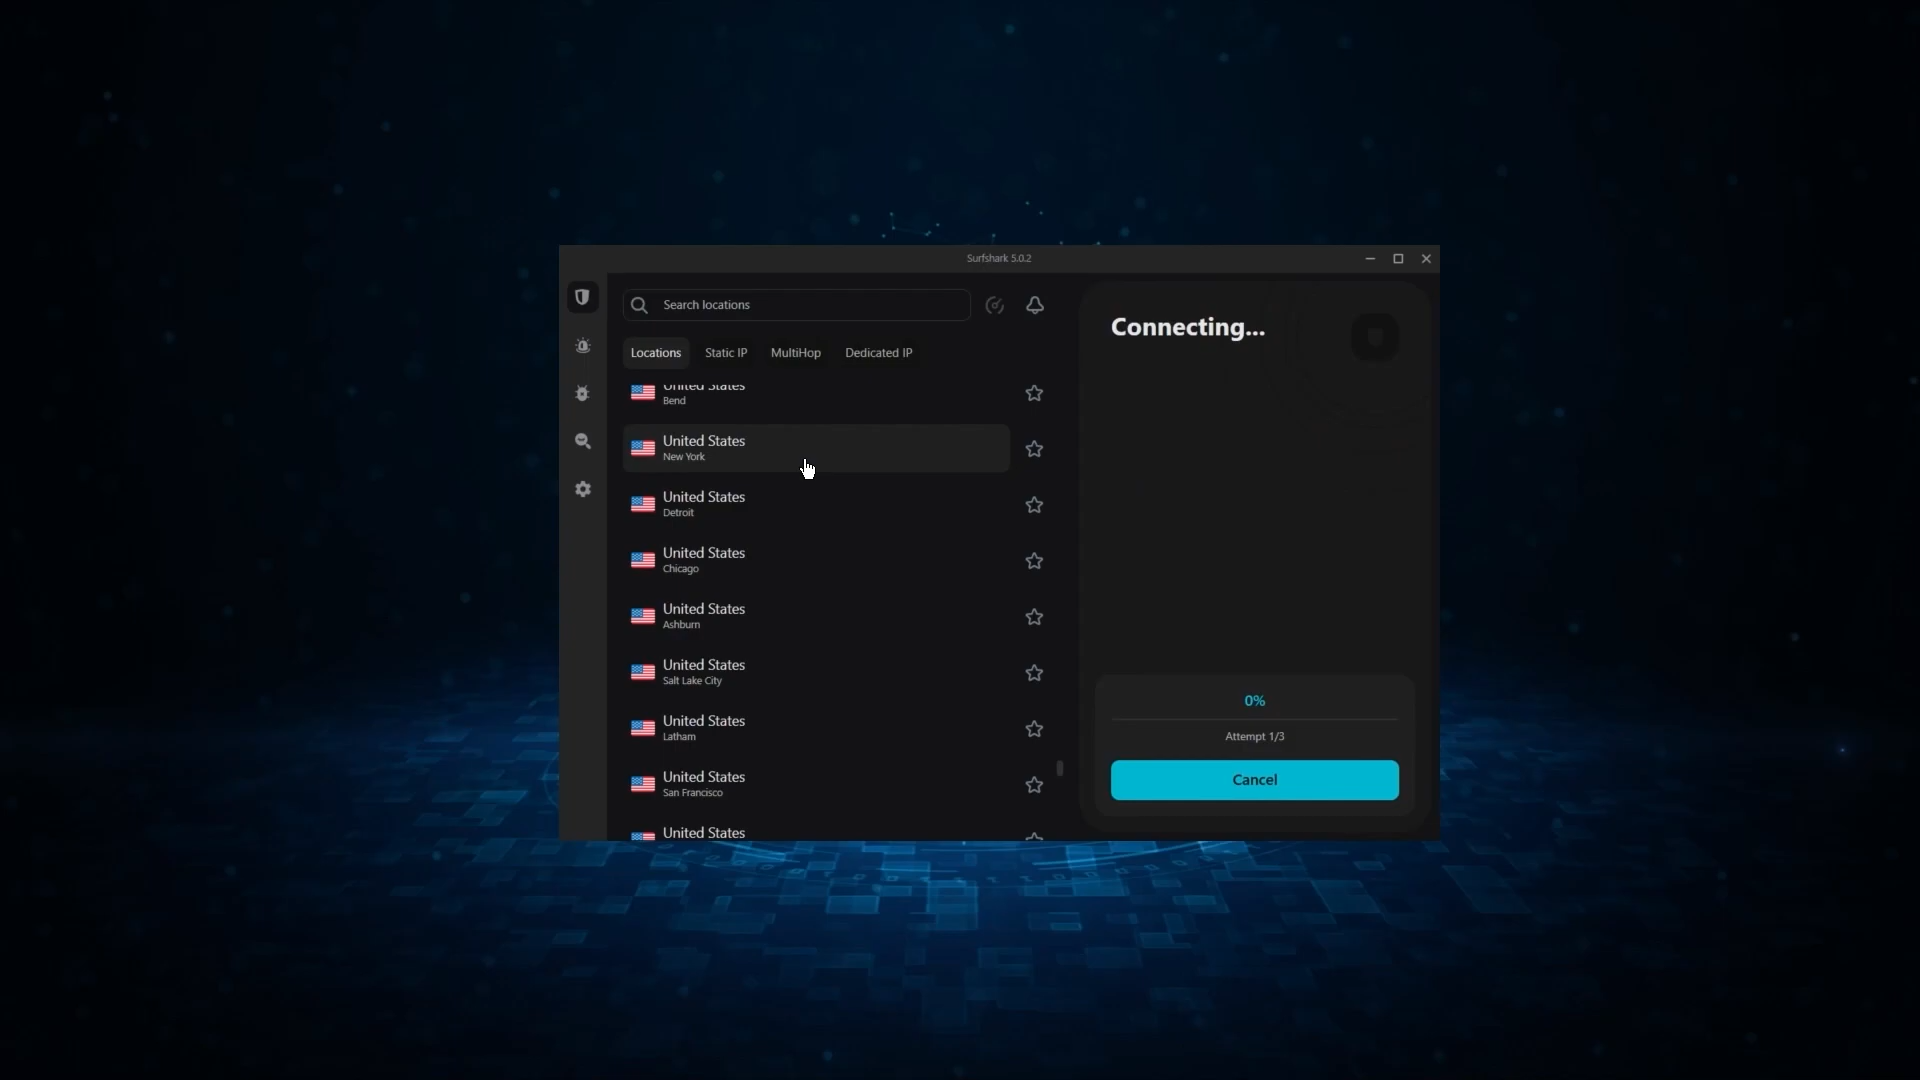 Surfshark 5.0.2
Search locations
Locations
Static IP
MultiHop
Dedicated IP
United States
Bend
United States
New York
United States
Detroit
United States
Chicago
United States
Ashburn
United States
Salt Lake City
United States
Latham
United States
San Francisco
United States
Connecting...
0%
Attempt 1/3
Cancel